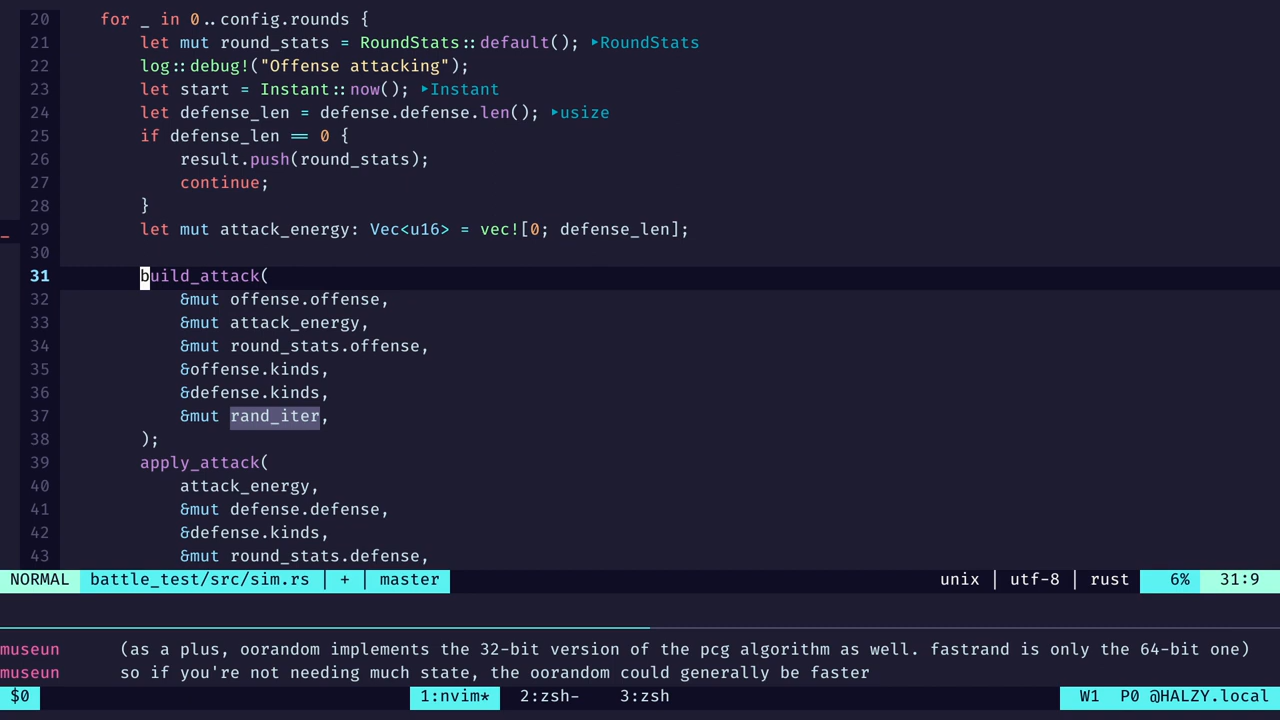 20 for _ in 0..config.rounds {
21 let mut round_stats = RoundStats::default(); ▸RoundStats
22 log::debug!("Offense attacking");
23 let start = Instant::now(); ▸Instant
24 let defense_len = defense.defense.len(); ▸usize
25 if defense_len == 0 {
26 result.push(round_stats);
27 continue;
28 }
_ 29 let mut attack_energy: Vec<u16> = vec![0; defense_len];
30
31 build_attack(
32 &mut offense.offense,
33 &mut attack_energy,
34 &mut round_stats.offense,
35 &offense.kinds,
36 &defense.kinds,
37 &mut rand_iter,
38 );
39 apply_attack(
40 attack_energy,
41 &mut defense.defense,
42 &defense.kinds,
43 &mut round_stats.defense,
NORMAL battle_test/src/sim.rs | + | master unix | utf-8 | rust 6% 31:9
museun (as a plus, oorandom implements the 32-bit version of the pcg algorithm as well. fastrand is only the 64-bit one)
museun so if you're not needing much state, the oorandom could generally be faster
$0 1:nvim* 2:zsh- 3:zsh W1 P0 @HALZY.local